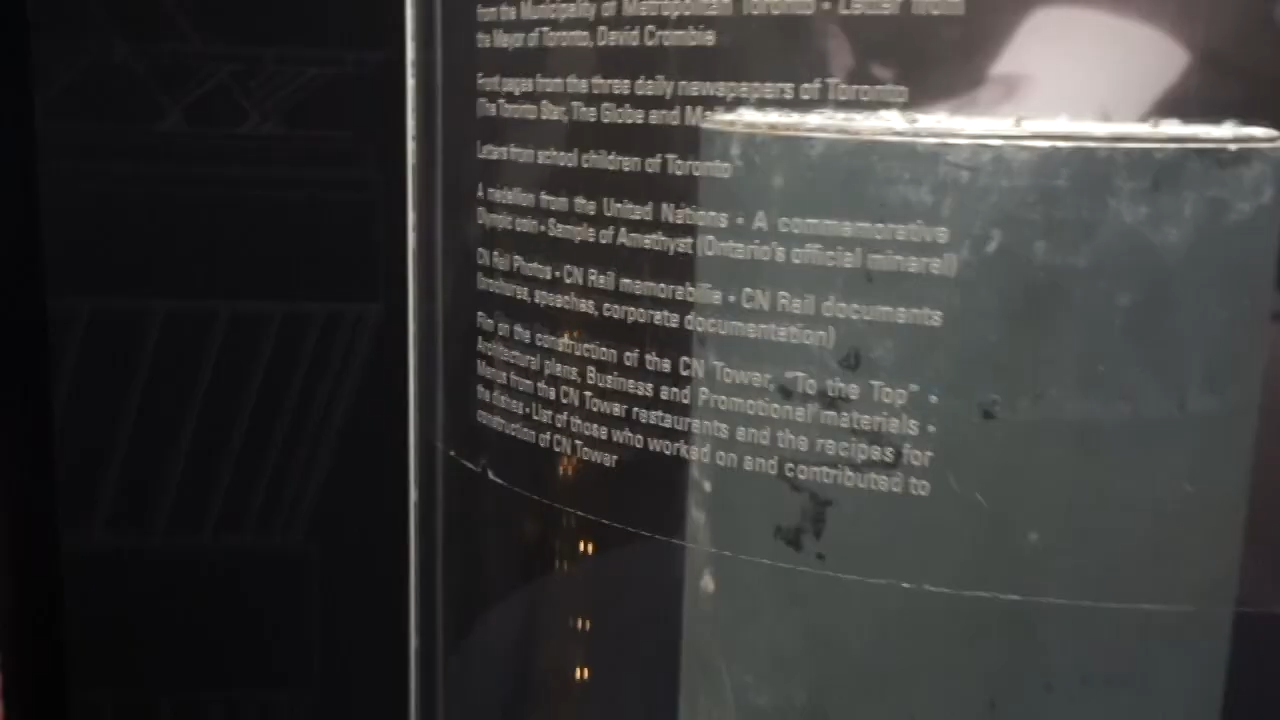 from the Municipality of Metropolitan Toronto - Letter from
the Mayor of Toronto, David Crombie
Front pages from the three daily newspapers of Toronto
(The Toronto Star, The Globe and
Letters from school children of Toronto
A medallion from the United Nations - A commemorative
Olympic coin - Sample of Amethyst (Ontario's official mineral)
CN Rail Photos - CN Rail memorabilia - CN Rail documents
(brochures, speeches, corporate documentation)
Film on the construction of the CN Tower, "To the Top" -
Architectural plans, Business and Promotional materials -
Menus from the CN Tower restaurants and the recipes for
the dishes - List of those who worked on and contributed to
construction of CN Tower